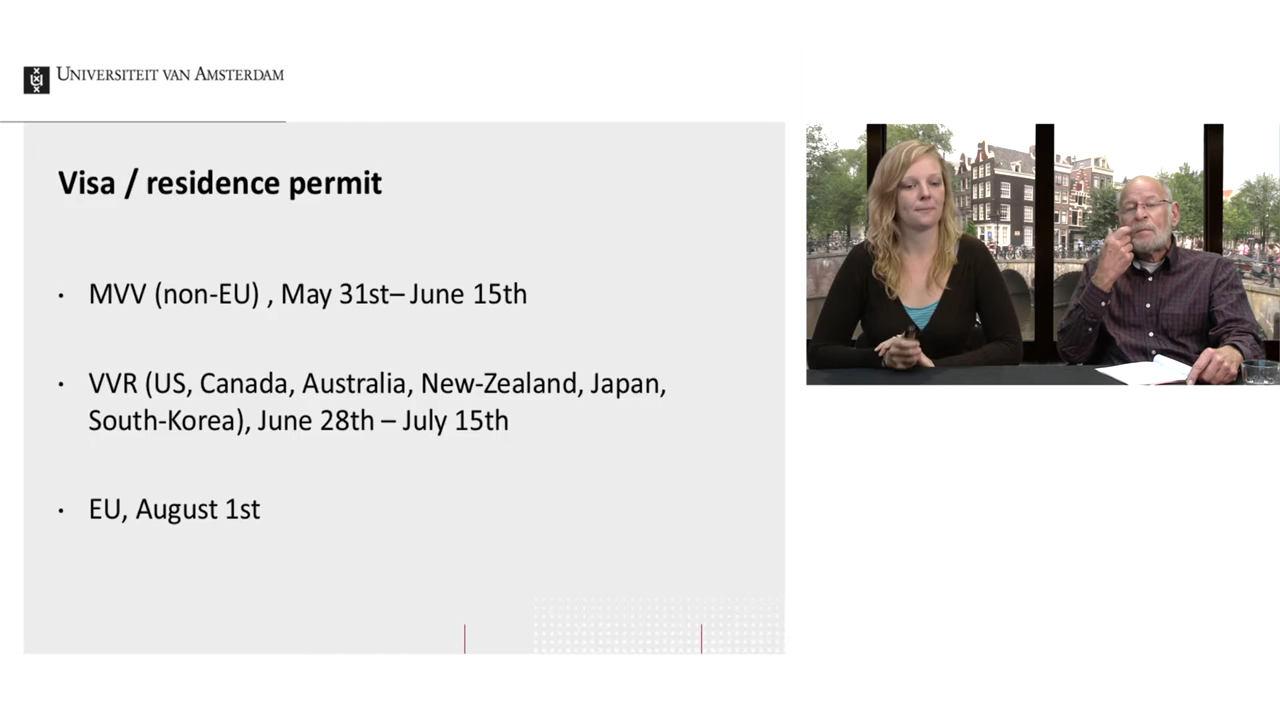 UNIVERSITEIT VAN AMSTERDAM
Visa / residence permit
• MVV (non-EU) , May 31st– June 15th
• VVR (US, Canada, Australia, New-Zealand, Japan,
South-Korea), June 28th – July 15th
• EU, August 1st